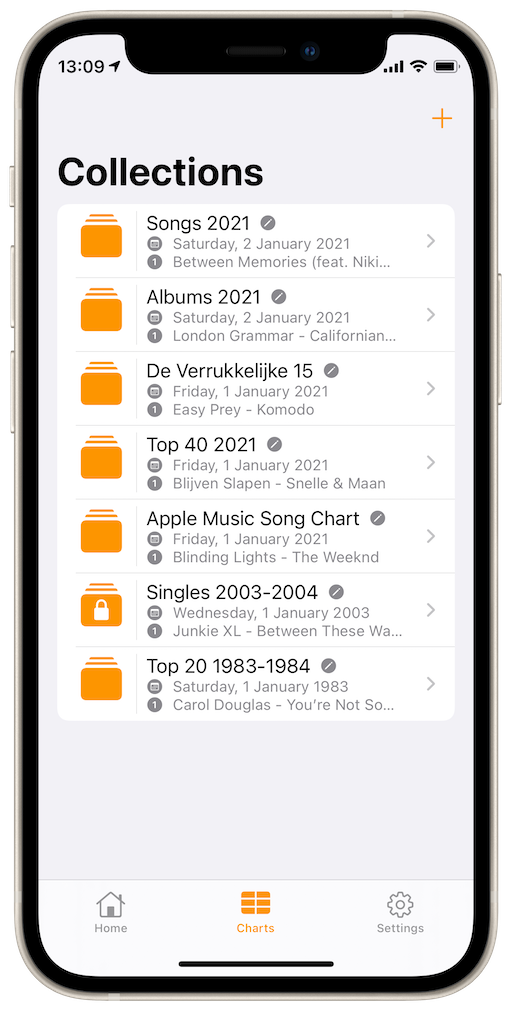 13:09
Collections
Songs 2021
Saturday, 2 January 2021
1 Between Memories (feat. Niki...
Albums 2021
Saturday, 2 January 2021
1 London Grammar - Californian...
De Verrukkelijke 15
Friday, 1 January 2021
1 Easy Prey - Komodo
Top 40 2021
Friday, 1 January 2021
1 Blijven Slapen - Snelle & Maan
Apple Music Song Chart
Friday, 1 January 2021
1 Blinding Lights - The Weeknd
Singles 2003-2004
Wednesday, 1 January 2003
1 Junkie XL - Between These Wa...
Top 20 1983-1984
Saturday, 1 January 1983
1 Carol Douglas - You’re Not So...
Home
Charts
Settings